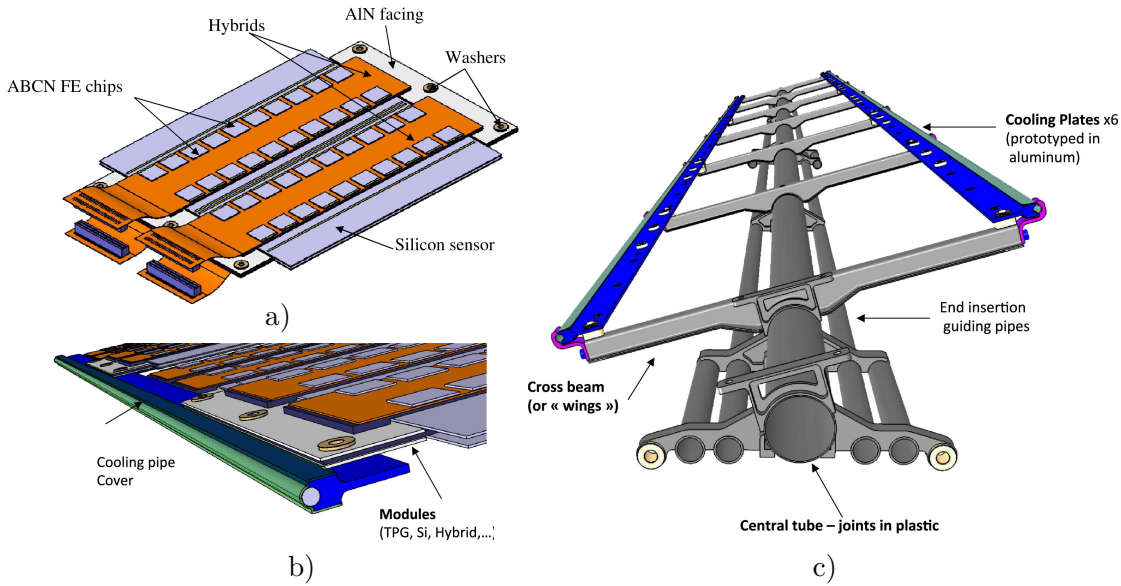 AlN facing
Hybrids
Washers
ABCN FE chips
Silicon sensor
a)
Cooling pipe
Cover
Modules
(TPG, Si, Hybrid,...)
b)
Cooling Plates x6
(prototyped in
aluminum)
End insertion
guiding pipes
Cross beam
(or « wings »)
Central tube – joints in plastic
c)